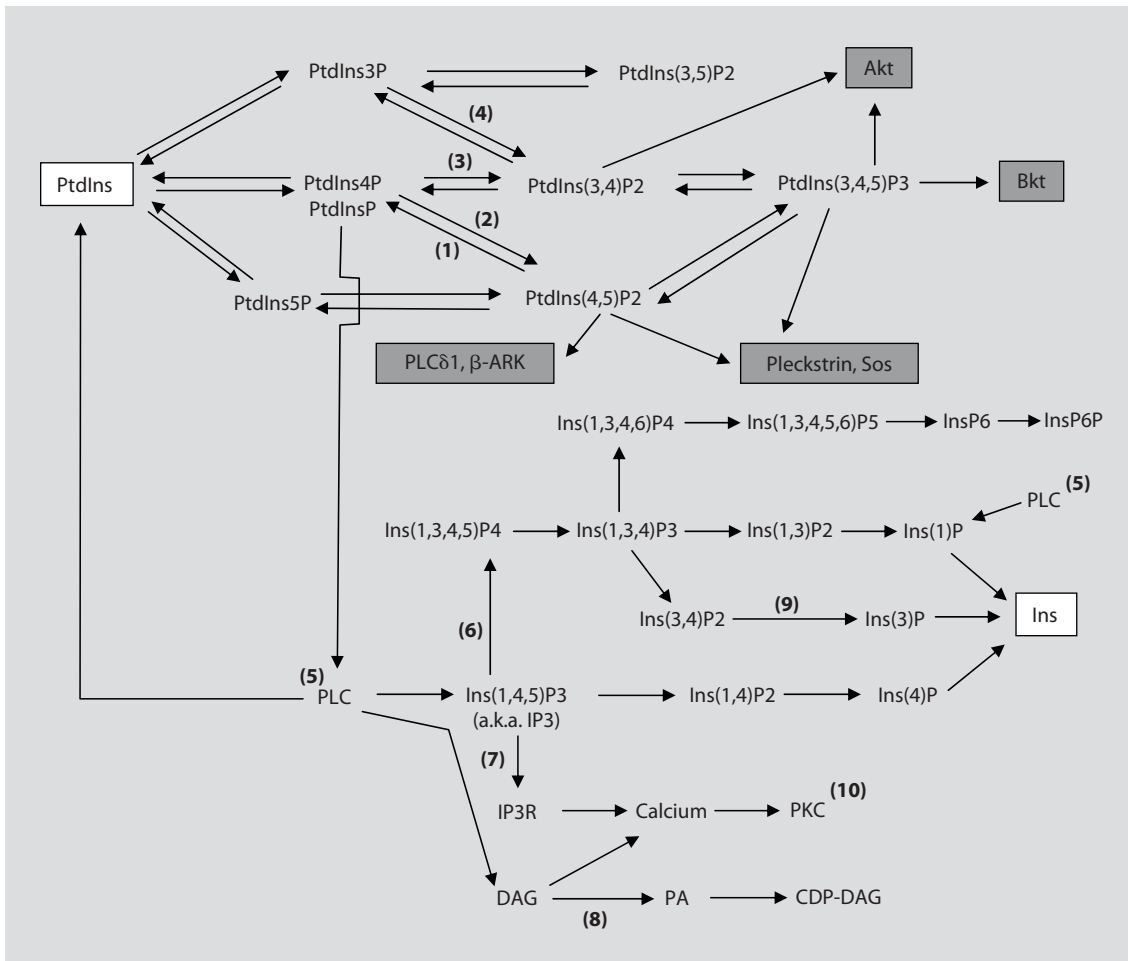 PtdIns3P
PtdIns(3,5)P2
Akt
(4)
(3)
PtdIns
PtdIns4P
PtdInsP
PtdIns(3,4)P2
PtdIns(3,4,5)P3
Bkt
(2)
(1)
PtdIns5P
PtdIns(4,5)P2
PLCδ1, β-ARK
Pleckstrin, Sos
Ins(1,3,4,6)P4
Ins(1,3,4,5,6)P5
InsP6
InsP6P
PLC (5)
Ins(1,3,4,5)P4
Ins(1,3,4)P3
Ins(1,3)P2
Ins(1)P
(6)
Ins(3,4)P2
(9)
Ins(3)P
Ins
(5)
PLC
Ins(1,4,5)P3
(a.k.a. IP3)
Ins(1,4)P2
Ins(4)P
(7)
IP3R
Calcium
PKC (10)
DAG
(8)
PA
CDP-DAG